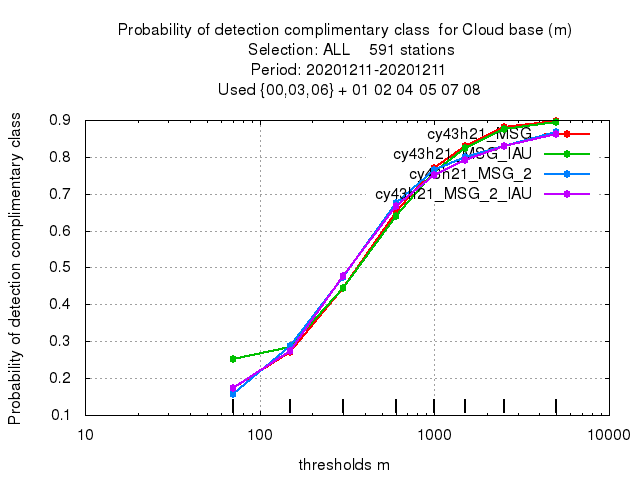 Probability of detection complimentary class  for Cloud base (m)
Selection: ALL    591 stations
Period: 20201211-20201211
Used {00,03,06} + 01 02 04 05 07 08
Probability of detection complimentary class
0.9
0.8
0.7
0.6
0.5
0.4
0.3
0.2
0.1
cy43h21_MSG
cy43h21_MSG_IAU
cy43h21_MSG_2
cy43h21_MSG_2_IAU
10 100 1000 10000
thresholds m